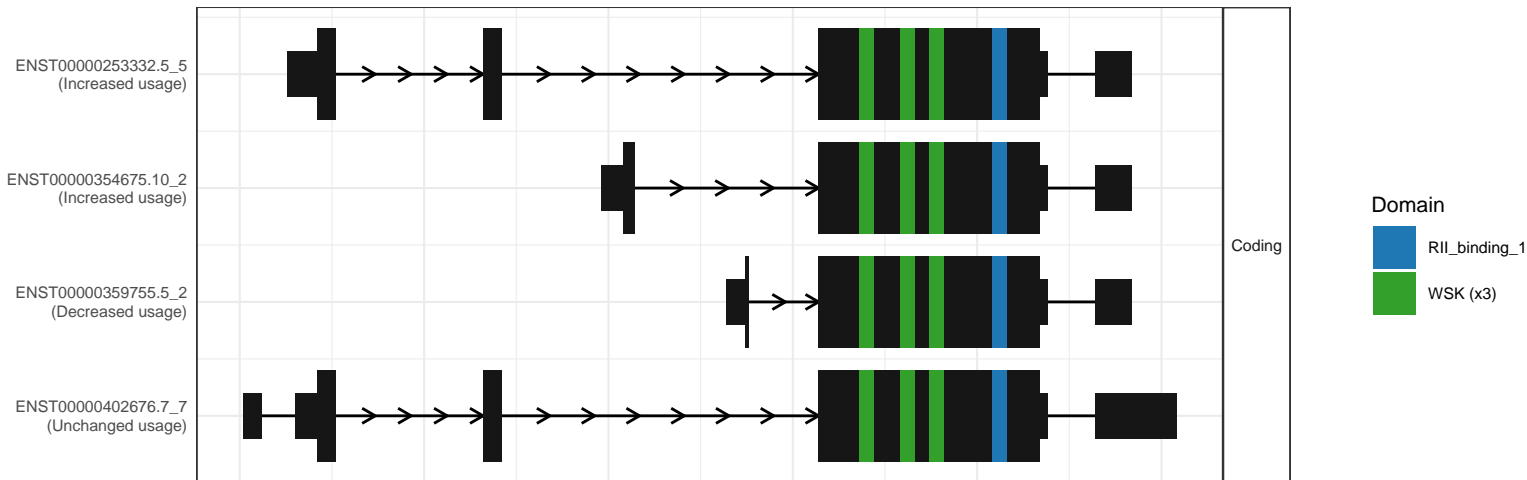 ENST00000253332.5_5
(Increased usage)
ENST00000354675.10_2
(Increased usage)
ENST00000359755.5_2
(Decreased usage)
ENST00000402676.7_7
(Unchanged usage)
Coding
Domain
RII_binding_1
WSK (x3)